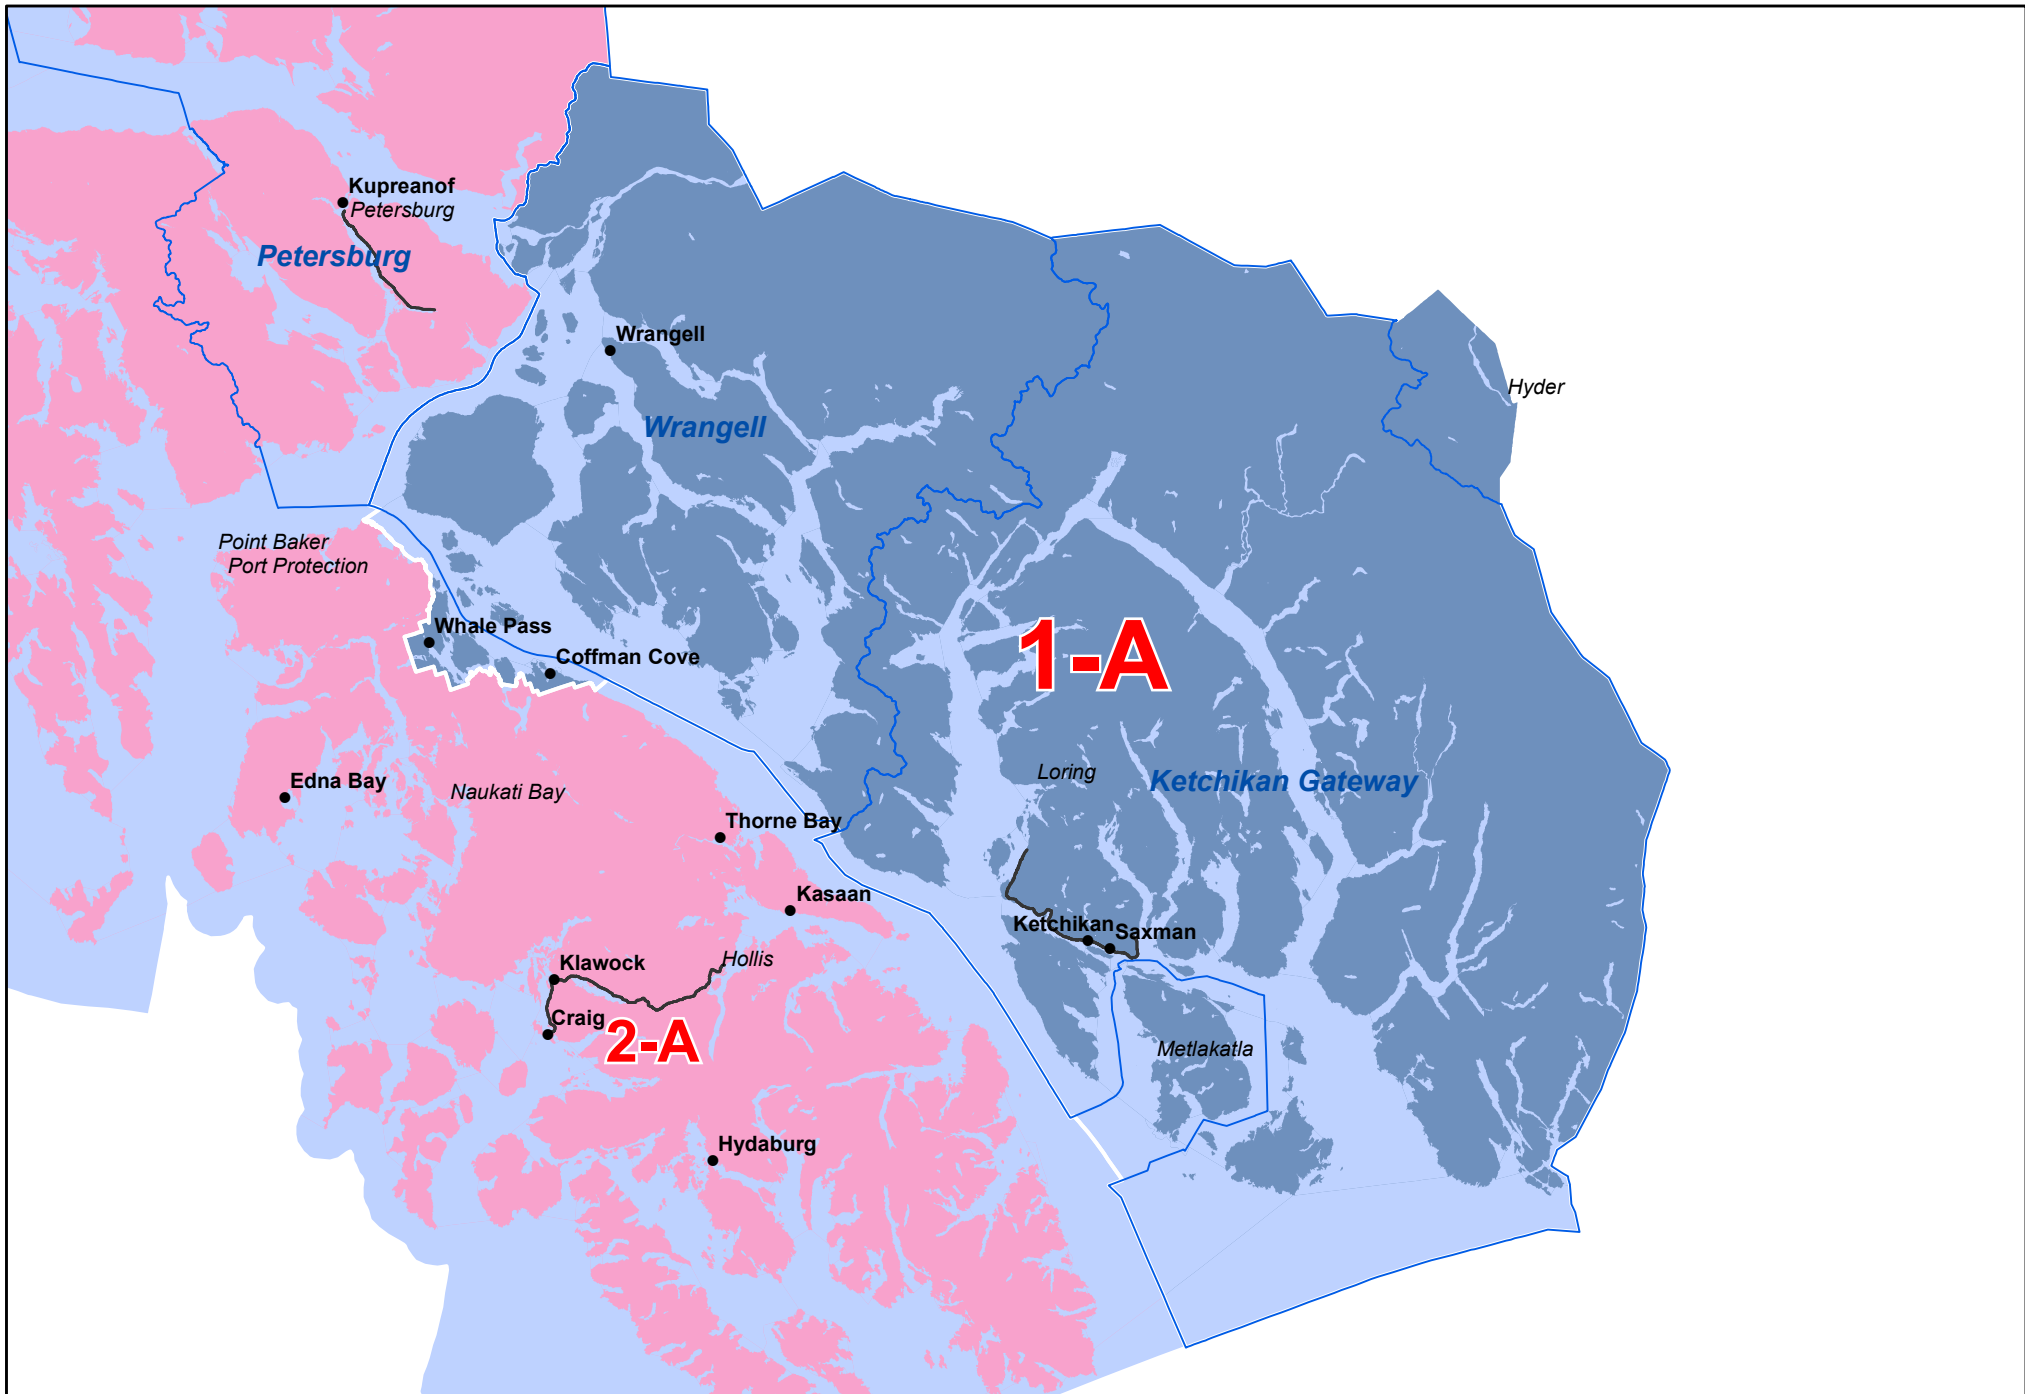 Kupreanof
Petersburg
Petersburg
Wrangell
Hyder
Wrangell
Point Baker
Port Protection
Whale Pass
Coffman Cove
1-A
Loring
Ketchikan Gateway
Edna Bay
Naukati Bay
Thorne Bay
Kasaan
Ketchikan
Saxman
Klawock
Hollis
Craig
2-A
Metlakatla
Hydaburg